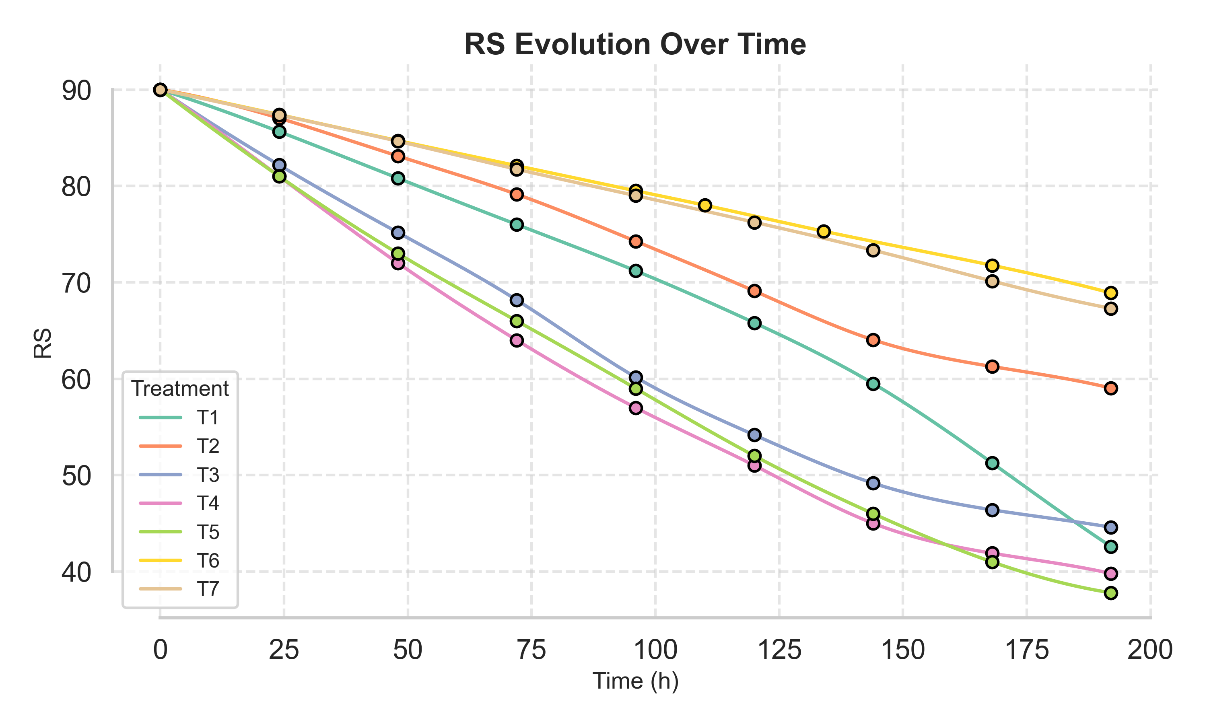 RS Evolution Over Time
90
80
70
60
50
40
RS
Treatment
T1
T2
T3
T4
T5
T6
T7
0 25 50 75 100 125 150 175 200
Time (h)